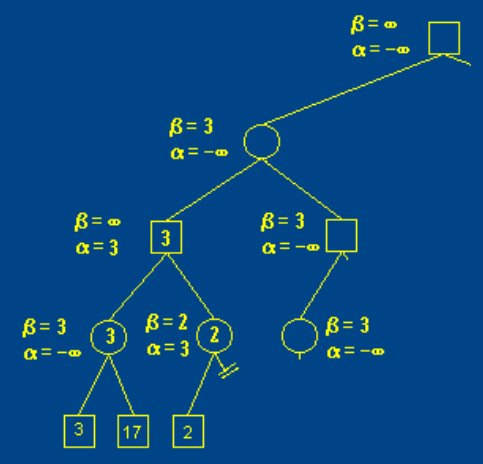 β = ∞
α = -∞
β = 3
α = -∞
β = ∞
α = 3
3
β = 3
α = -∞
β = 3
α = -∞
3
β = 2
α = 3
2
β = 3
α = -∞
3
17
2